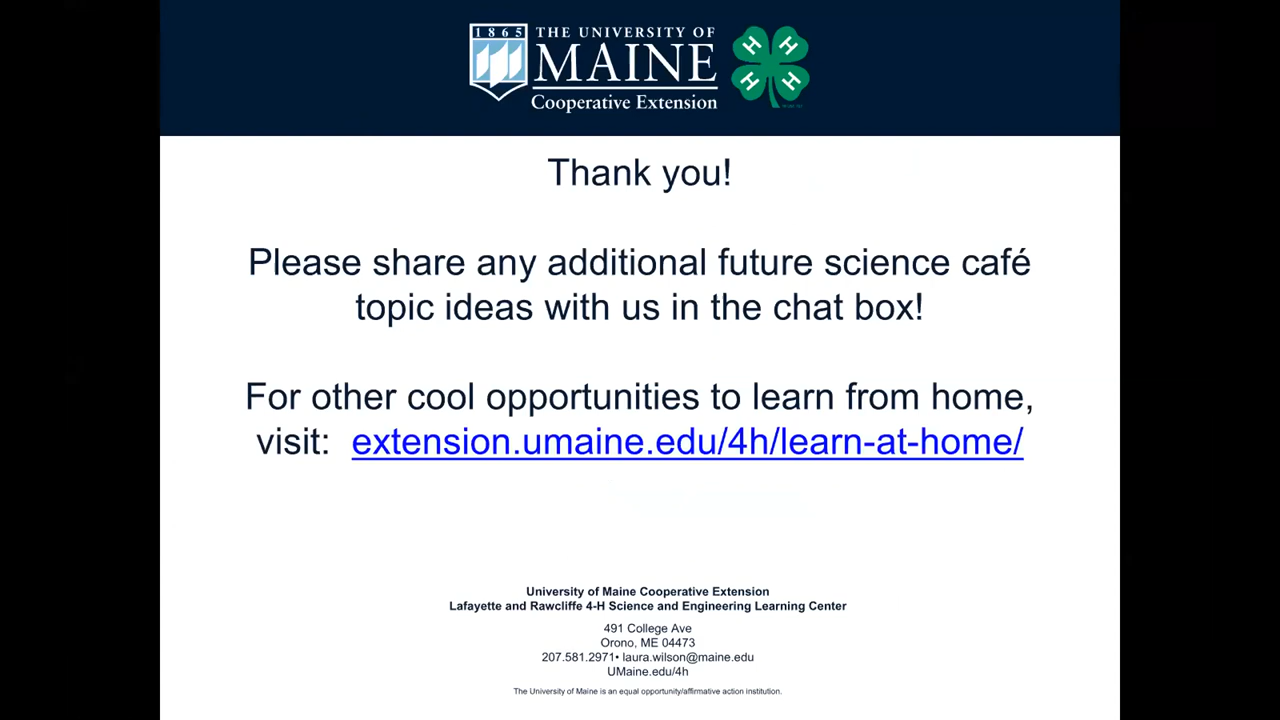 1865
THE UNIVERSITY OF
MAINE
Cooperative Extension
H H
H H
Thank you!
Please share any additional future science café
topic ideas with us in the chat box!
For other cool opportunities to learn from home,
visit: extension.umaine.edu/4h/learn-at-home/
University of Maine Cooperative Extension
Lafayette and Rawcliffe 4-H Science and Engineering Learning Center
491 College Ave
Orono, ME 04473
207.581.2971• laura.wilson@maine.edu
UMaine.edu/4h
The University of Maine is an equal opportunity/affirmative action institution.